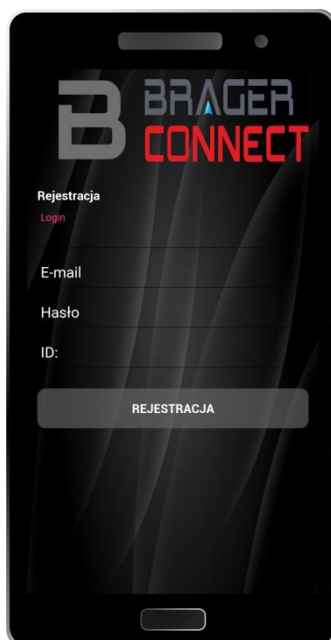 B BRAGER
CONNECT
Rejestracja
Login
E-mail
Hasło
ID:
REJESTRACJA